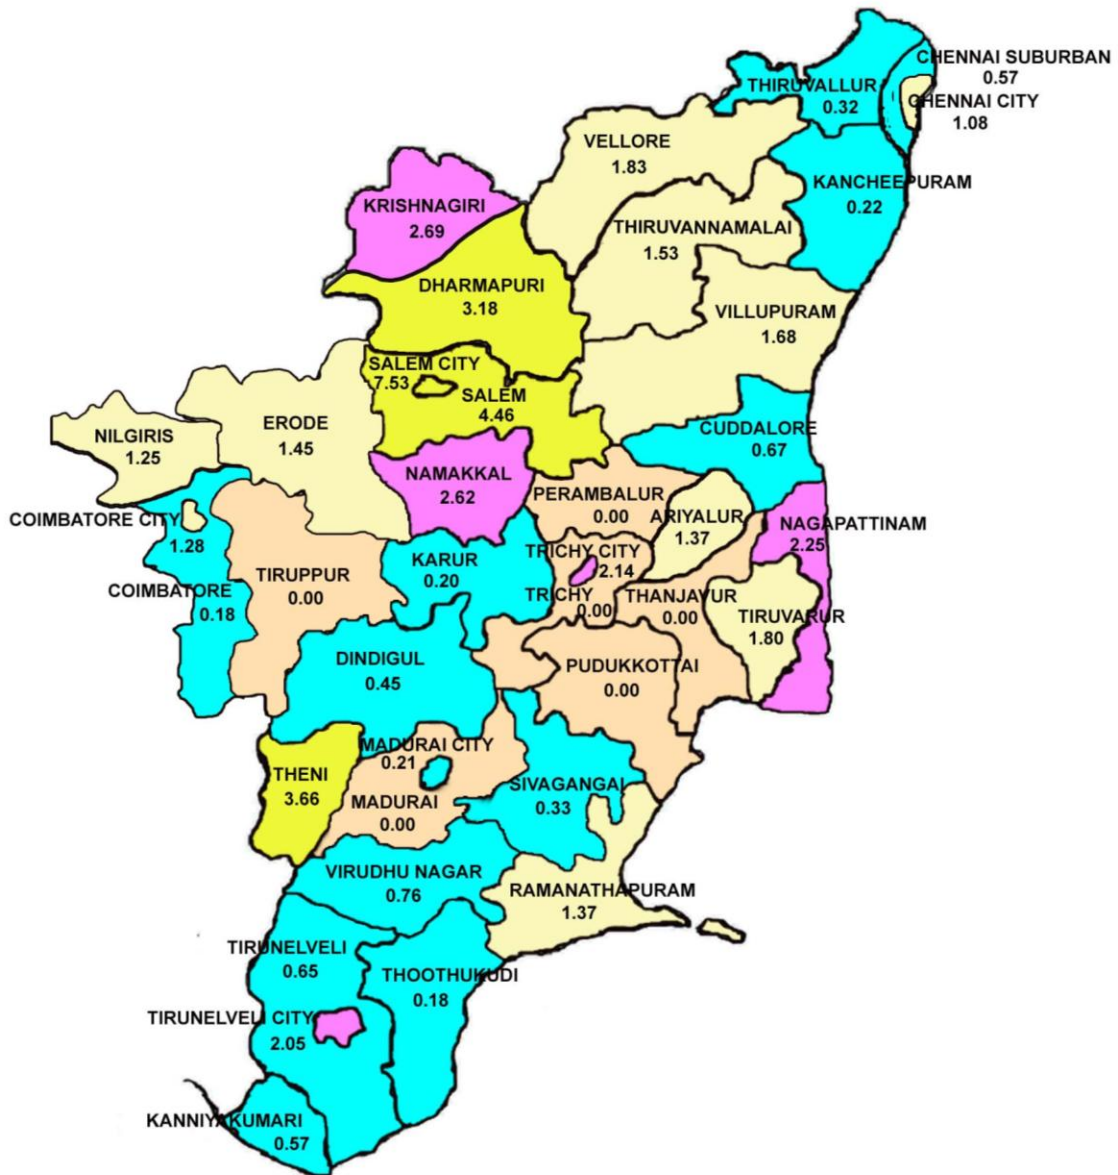 CHENNAI SUBURBAN
0.57
THIRUVALLUR
0.32
CHENNAI CITY
1.08
VELLORE
1.83
KANCHEEPURAM
0.22
KRISHNAGIRI
2.69
THIRUVANNAMALAI
1.53
DHARMAPURI
3.18
VILLUPURAM
1.68
SALEM CITY
7.53
SALEM
4.46
NILGIRIS
1.25
ERODE
1.45
CUDDALORE
0.67
NAMAKKAL
2.62
PERAMBALUR
0.00
ARIYALUR
1.37
NAGAPATTINAM
2.25
COIMBATORE CITY
1.28
TIRUPPUR
0.00
KARUR
0.20
TRICHY CITY
2.14
COIMBATORE
0.18
TRICHY
0.00
THANJAVUR
0.00
TIRUVARUR
1.80
DINDIGUL
0.45
PUDUKKOTTAI
0.00
MADURAI CITY
0.21
THENI
3.66
MADURAI
0.00
SIVAGANGAI
0.33
VIRUDHU NAGAR
0.76
RAMANATHAPURAM
1.37
TIRUNELVELI
0.65
THOOTHUKUDI
0.18
TIRUNELVELI CITY
2.05
KANNIYAKUMARI
0.57